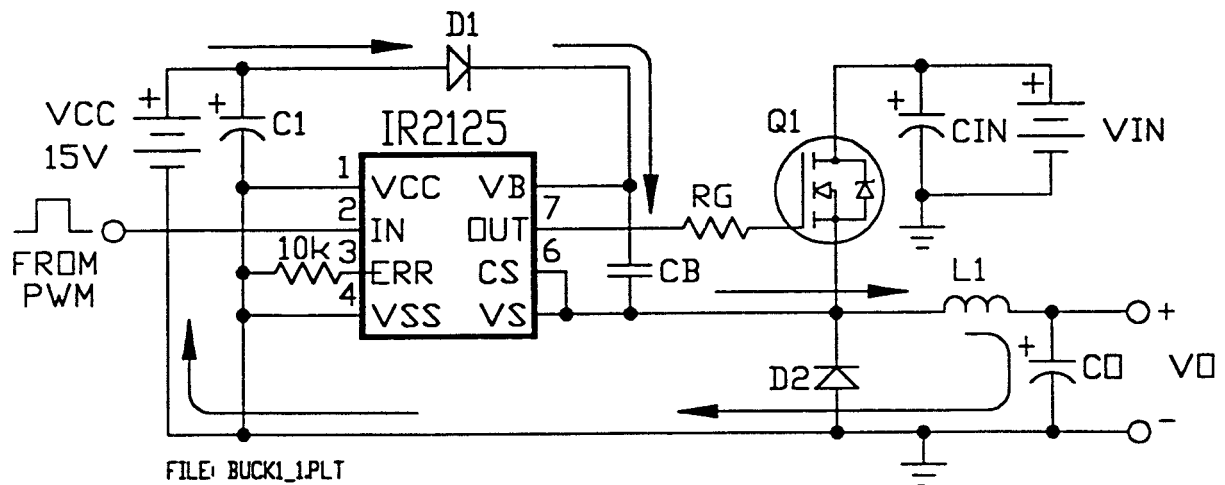 D1
+
+
VCC
15V
C1
IR2125
Q1
+
CIN
+
VIN
1
VCC
VB
2
IN
OUT
7
RG
10k
3
ERR
CS
6
4
VSS
VS
CB
FROM
PWM
L1
+
+
CO
VO
D2
-
FILE: BUCK1_1.PLT